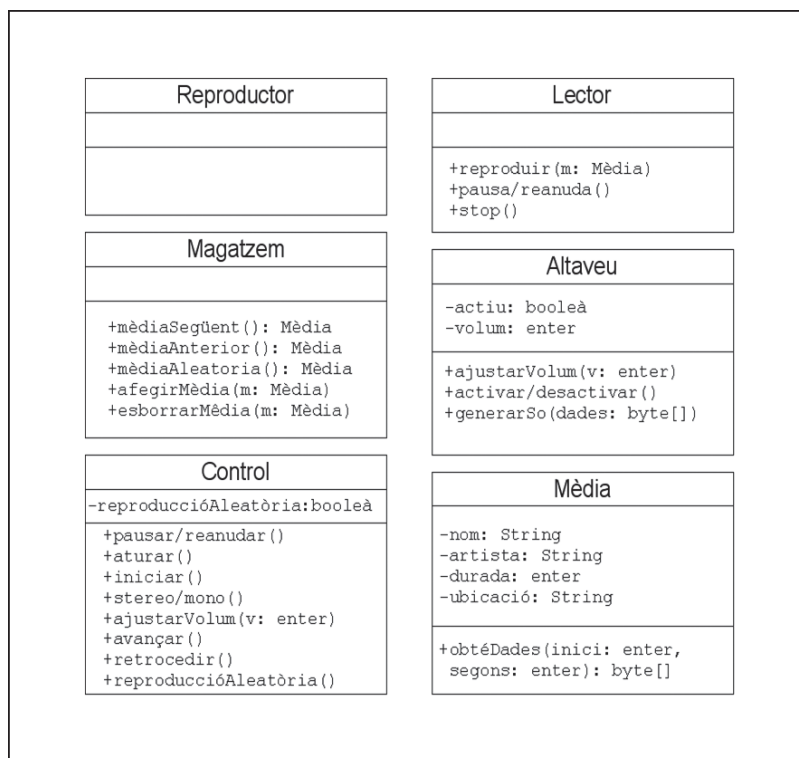 Reproductor
Lector
+reproduir(m: Mèdia)
+pausa/reanuda()
+stop()
Magatzem
+mèdiaSegüent(): Mèdia
+mèdiaAnterior(): Mèdia
+mèdiaAleatoria(): Mèdia
+afegirMèdia(m: Mèdia)
+esborrarMêdia(m: Mèdia)
Altaveu
-actiu: booleà
-volum: enter
+ajustarVolum(v: enter)
+activar/desactivar()
+generarSo(dades: byte[])
Control
-reproduccióAleatòria:booleà
+pausar/reanudar()
+aturar()
+iniciar()
+stereo/mono()
+ajustarVolum(v: enter)
+avançar()
+retrocedir()
+reproduccióAleatòria()
Mèdia
-nom: String
-artista: String
-durada: enter
-ubicació: String
+obtéDades(inici: enter,
segons: enter): byte[]